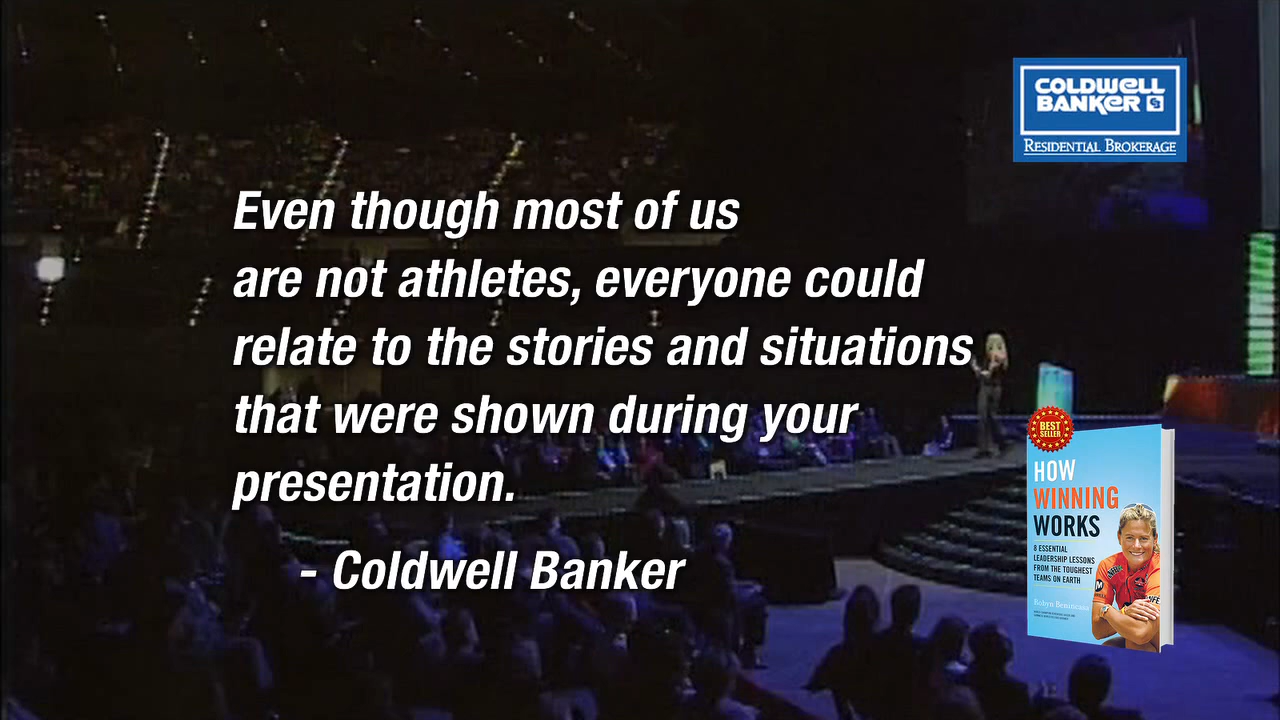 COLDWELL
BANKER CB
RESIDENTIAL BROKERAGE
Even though most of us
are not athletes, everyone could
relate to the stories and situations
that were shown during your
presentation.
- Coldwell Banker
BEST
SELLER
HOW
WINNING
WORKS
8 ESSENTIAL
LEADERSHIP LESSONS
FROM THE TOUGHEST
TEAMS ON EARTH
Robyn Benincasa